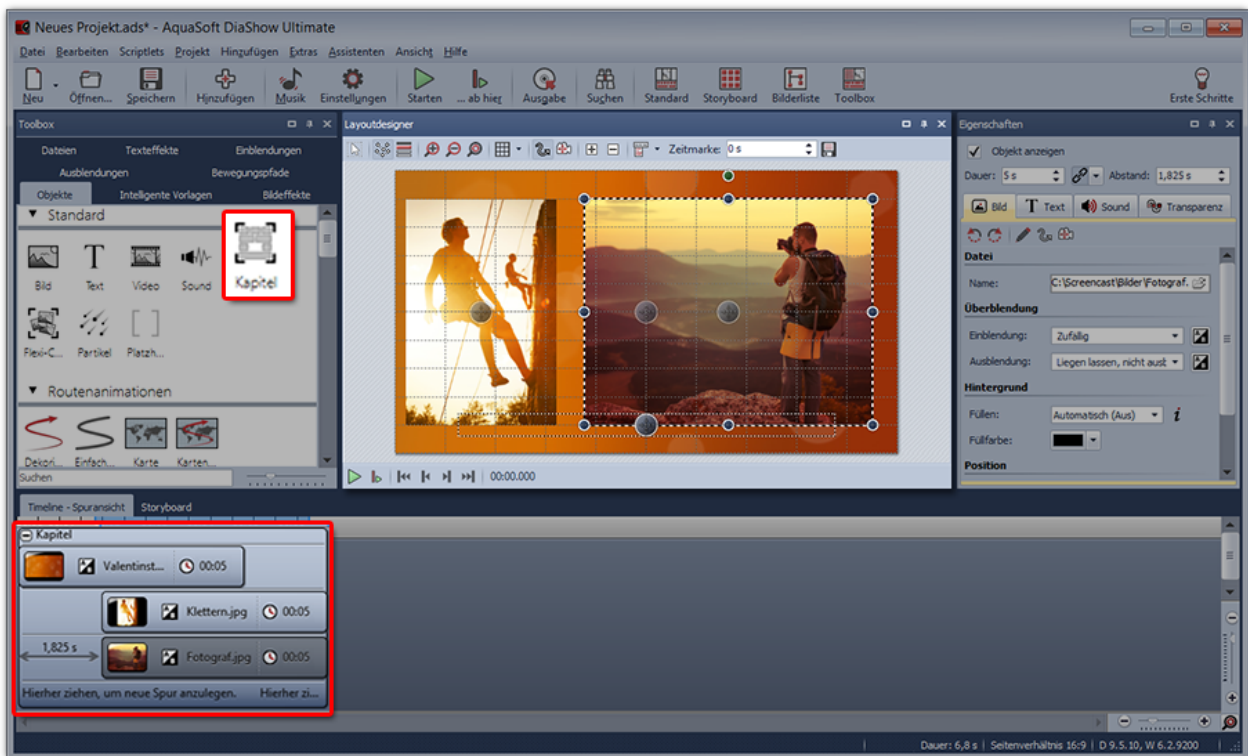 Neues Projekt.ads* - AquaSoft DiaShow Ultimate
Datei Bearbeiten Scriptlets Projekt Hinzufügen Extras Assistenten Ansicht Hilfe
Neu Öffnen... Speichern Hinzufügen Musik Einstellungen Starten ... ab hier Ausgabe Suchen Standard Storyboard Bilderliste Toolbox Erste Schritte
Toolbox
Dateien Texteffekte Einblendungen
Ausblendungen Bewegungspfade
Objekte Intelligente Vorlagen Bildeffekte
Standard
Bild Text Video Sound Kapitel
Flexi-C... Partikel Platzh...
Routenanimationen
Dekori... Einfach... Karte Karten...
Suchen
Layoutdesigner
Zeitmarke: 0 s
00:00.000
Eigenschaften
Objekt anzeigen
Dauer: 5 s Abstand: 1,825 s
Bild Text Sound Transparenz
Datei
Name: C:\Screencast\Bilder\Fotograf.
Überblendung
Einblendung: Zufällig
Ausblendung: Liegen lassen, nicht ausb
Hintergrund
Füllen: Automatisch (Aus)
Füllfarbe:
Position
Timeline - Spuransicht Storyboard
Kapitel
Valentinst... 00:05
Klettern.jpg 00:05
1,825 s Fotograf.jpg 00:05
Hierher ziehen, um neue Spur anzulegen. Hierher zi...
Dauer: 6,8 s Seitenverhältnis 16:9 D 9.5.10, W 6.2.9200